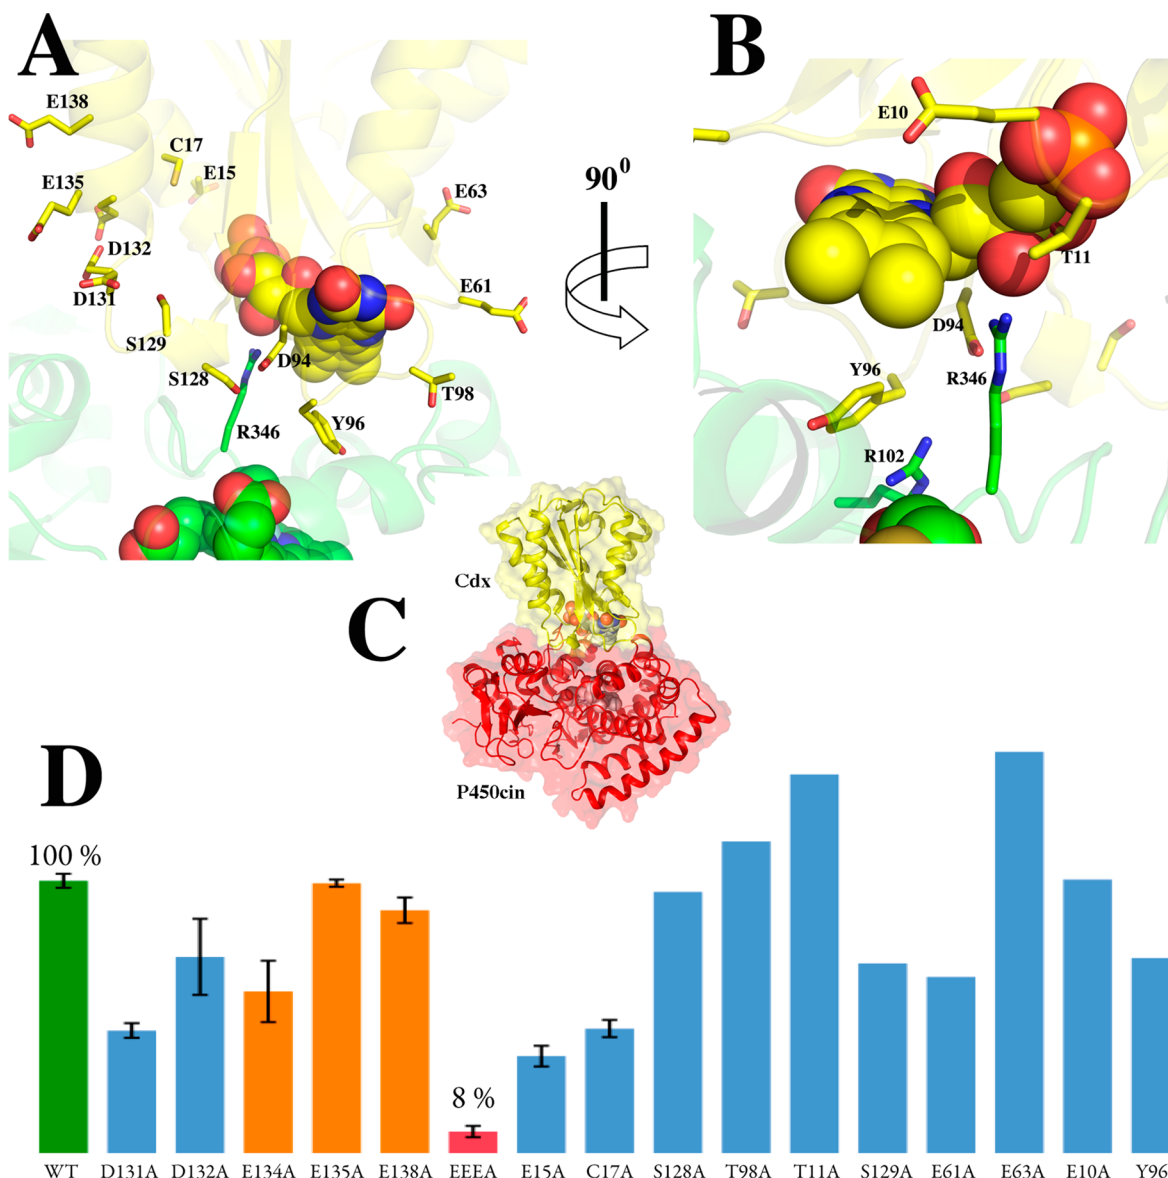 A
B
E138
C17
E15
E135
E63
D132
D131
E61
S129
D94
S128
T98
R346
Y96
90⁰
E10
T11
D94
Y96
R346
R102
C
Cdx
P450cin
D
100 %
8 %
WT D131A D132A E134A E135A E138A EEEA E15A C17A S128A T98A T11A S129A E61A E63A E10A Y96